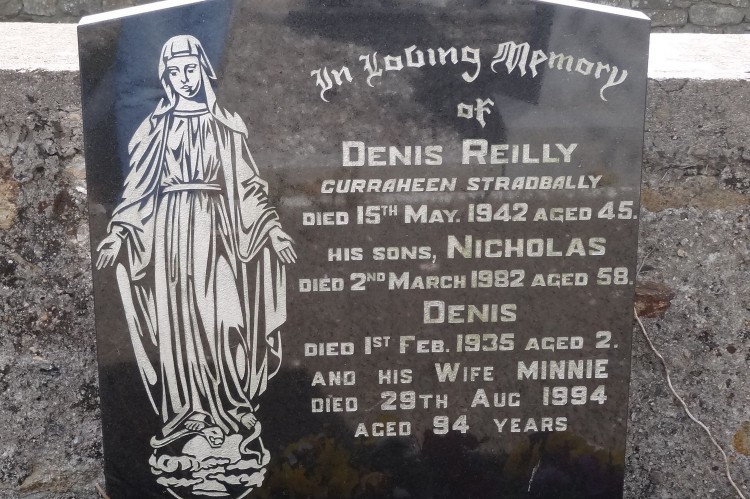 In Loving Memory
of
DENIS REILLY
CURRAHEEN STRADBALLY
DIED 15TH MAY. 1942 AGED 45.
HIS SONS, NICHOLAS
DIED 2ND MARCH 1982 AGED 58.
DENIS
DIED 1ST FEB. 1935 AGED 2.
AND HIS WIFE MINNIE
DIED 29TH AUG 1994
AGED 94 YEARS